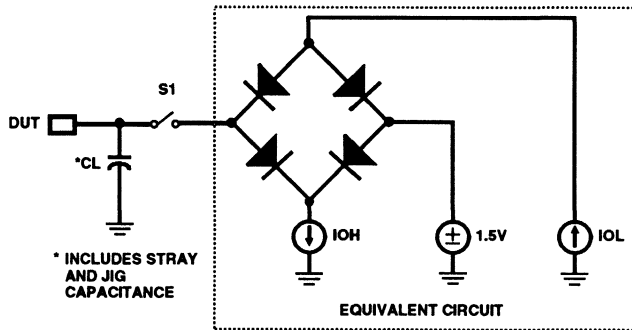 S1
DUT
*CL
IOH
±
1.5V
IOL
* INCLUDES STRAY
AND JIG
CAPACITANCE
EQUIVALENT CIRCUIT